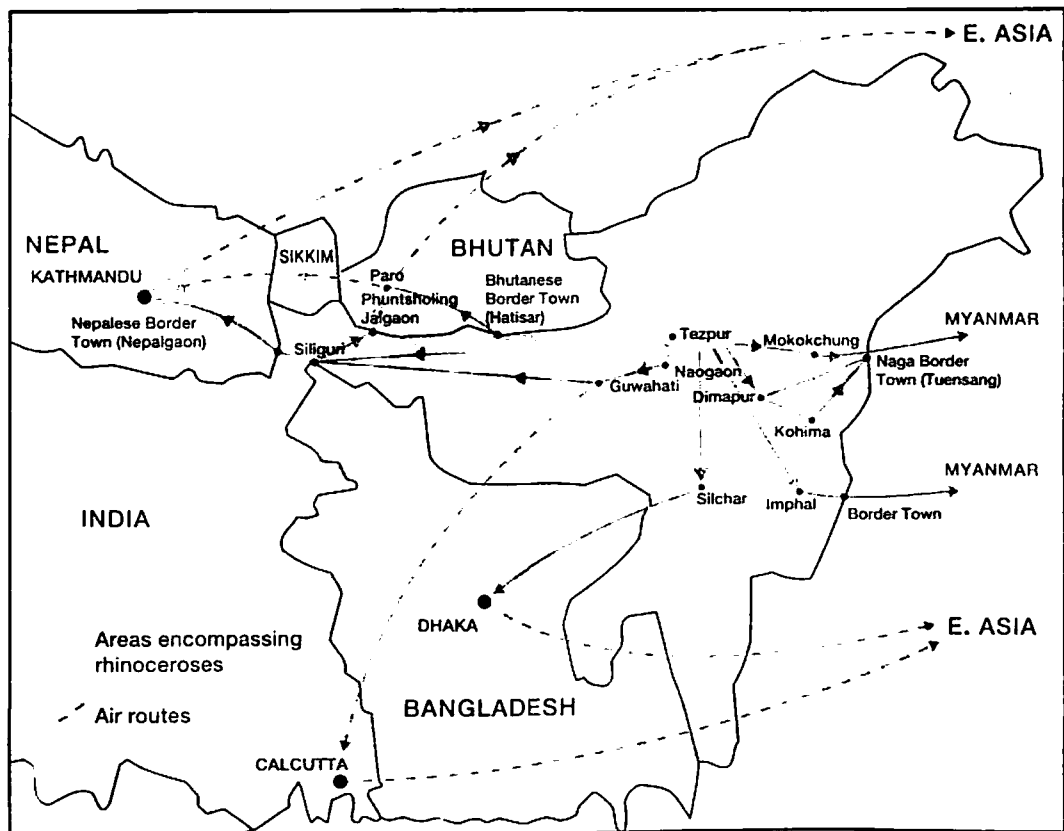 E. ASIA
NEPAL
KATHMANDU
SIKKIM
BHUTAN
Paro
Phuntsholing
Jaigaon
Bhutanese
Border Town
(Hatisar)
Nepalese Border
Town (Nepalgaon)
Siliguri
Tezpur
Mokokchung
MYANMAR
Naogaon
Guwahati
Dimapur
Naga Border
Town (Tuensang)
Kohima
MYANMAR
Silchar
Imphal
Border Town
INDIA
DHAKA
E. ASIA
Areas encompassing
rhinoceroses
Air routes
BANGLADESH
CALCUTTA